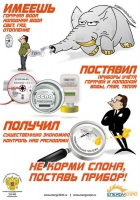 ИМЕЕШЬ
ГОРЯЧАЯ ВОДА
ХОЛОДНАЯ ВОДА
СВЕТ, ГАЗ,
ОТОПЛЕНИЕ
ПОСТАВИЛ
ПРИБОРЫ УЧЁТА
ГОРЯЧЕЙ И ХОЛОДНОЙ
ВОДЫ, ГАЗА, ТЕПЛА
ПОЛУЧИЛ
СУЩЕСТВЕННУЮ ЭКОНОМИЮ
КОНТРОЛЬ НАД РАСХОДАМИ
НЕ КОРМИ СЛОНА,
ПОСТАВЬ ПРИБОР!